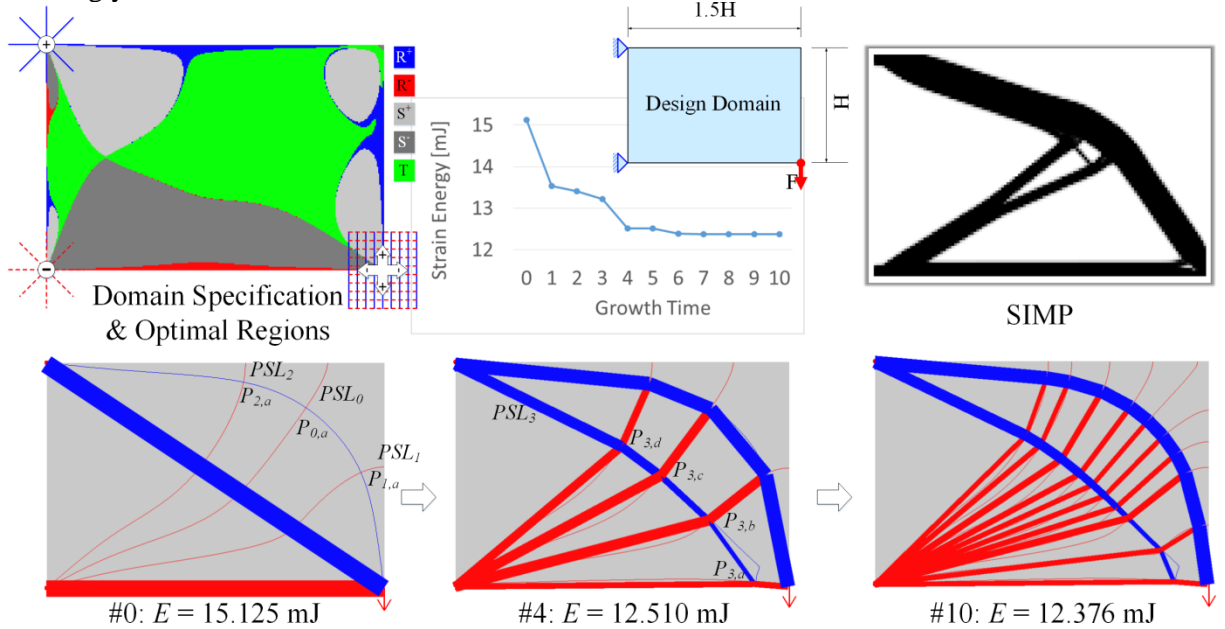 1.5H
R+
R-
S+
S-
T
Design Domain
H
F
Domain Specification
& Optimal Regions
Strain Energy [mJ]
15
14
13
12
0 1 2 3 4 5 6 7 8 9 10
Growth Time
SIMP
PSL2
PSL0
P2,a
P0,a
PSL1
P1,a
#0: E = 15.125 mJ
PSL3
P3,d
P3,c
P3,b
P3,a
#4: E = 12.510 mJ
#10: E = 12.376 mJ